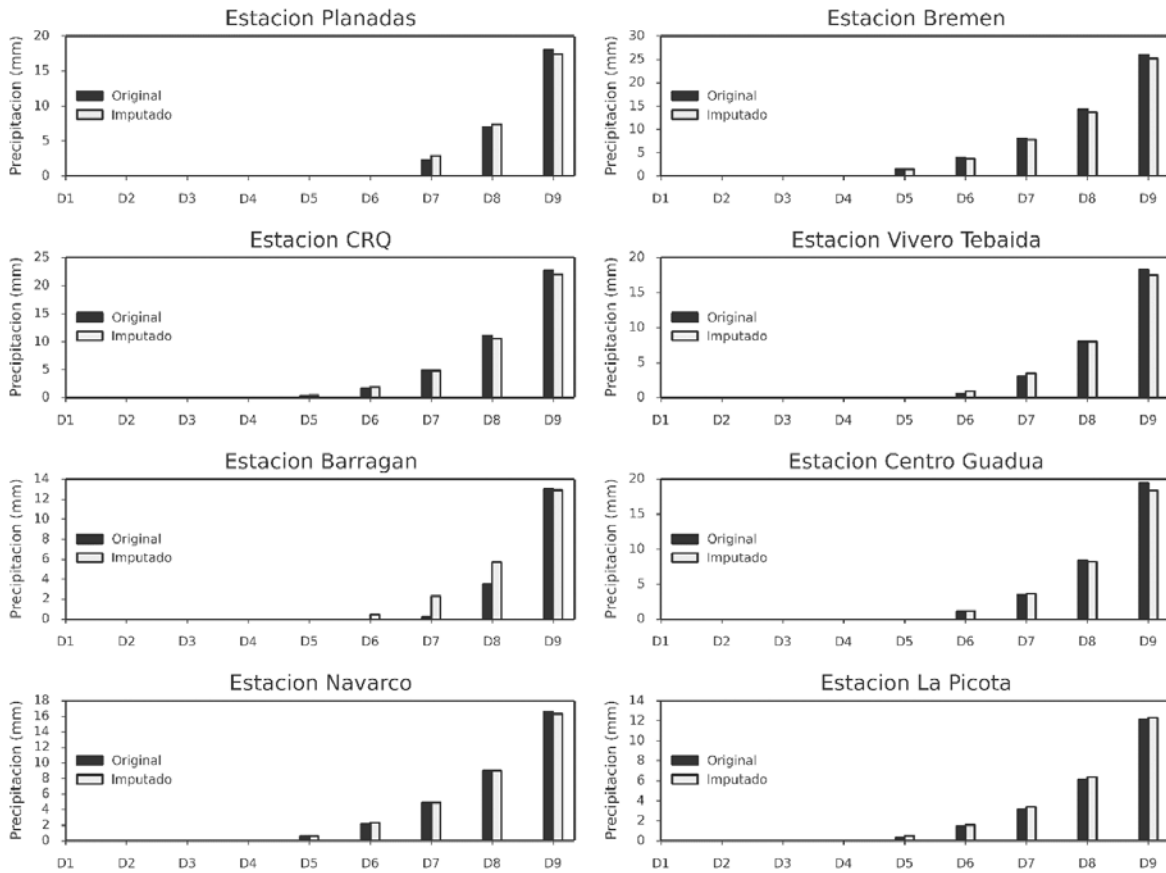 Estacion Planadas
Precipitacion (mm)
20
15
10
5
0
Original
Imputado
D1 D2 D3 D4 D5 D6 D7 D8 D9
Estacion Bremen
Precipitacion (mm)
30
25
20
15
10
5
0
Original
Imputado
D1 D2 D3 D4 D5 D6 D7 D8 D9
Estacion CRQ
Precipitacion (mm)
25
20
15
10
5
0
Original
Imputado
D1 D2 D3 D4 D5 D6 D7 D8 D9
Estacion Vivero Tebaida
Precipitacion (mm)
20
15
10
5
0
Original
Imputado
D1 D2 D3 D4 D5 D6 D7 D8 D9
Estacion Barragan
Precipitacion (mm)
14
12
10
8
6
4
2
0
Original
Imputado
D1 D2 D3 D4 D5 D6 D7 D8 D9
Estacion Centro Guadua
Precipitacion (mm)
20
15
10
5
0
Original
Imputado
D1 D2 D3 D4 D5 D6 D7 D8 D9
Estacion Navarco
Precipitacion (mm)
18
16
14
12
10
8
6
4
2
0
Original
Imputado
D1 D2 D3 D4 D5 D6 D7 D8 D9
Estacion La Picota
Precipitacion (mm)
14
12
10
8
6
4
2
0
Original
Imputado
D1 D2 D3 D4 D5 D6 D7 D8 D9